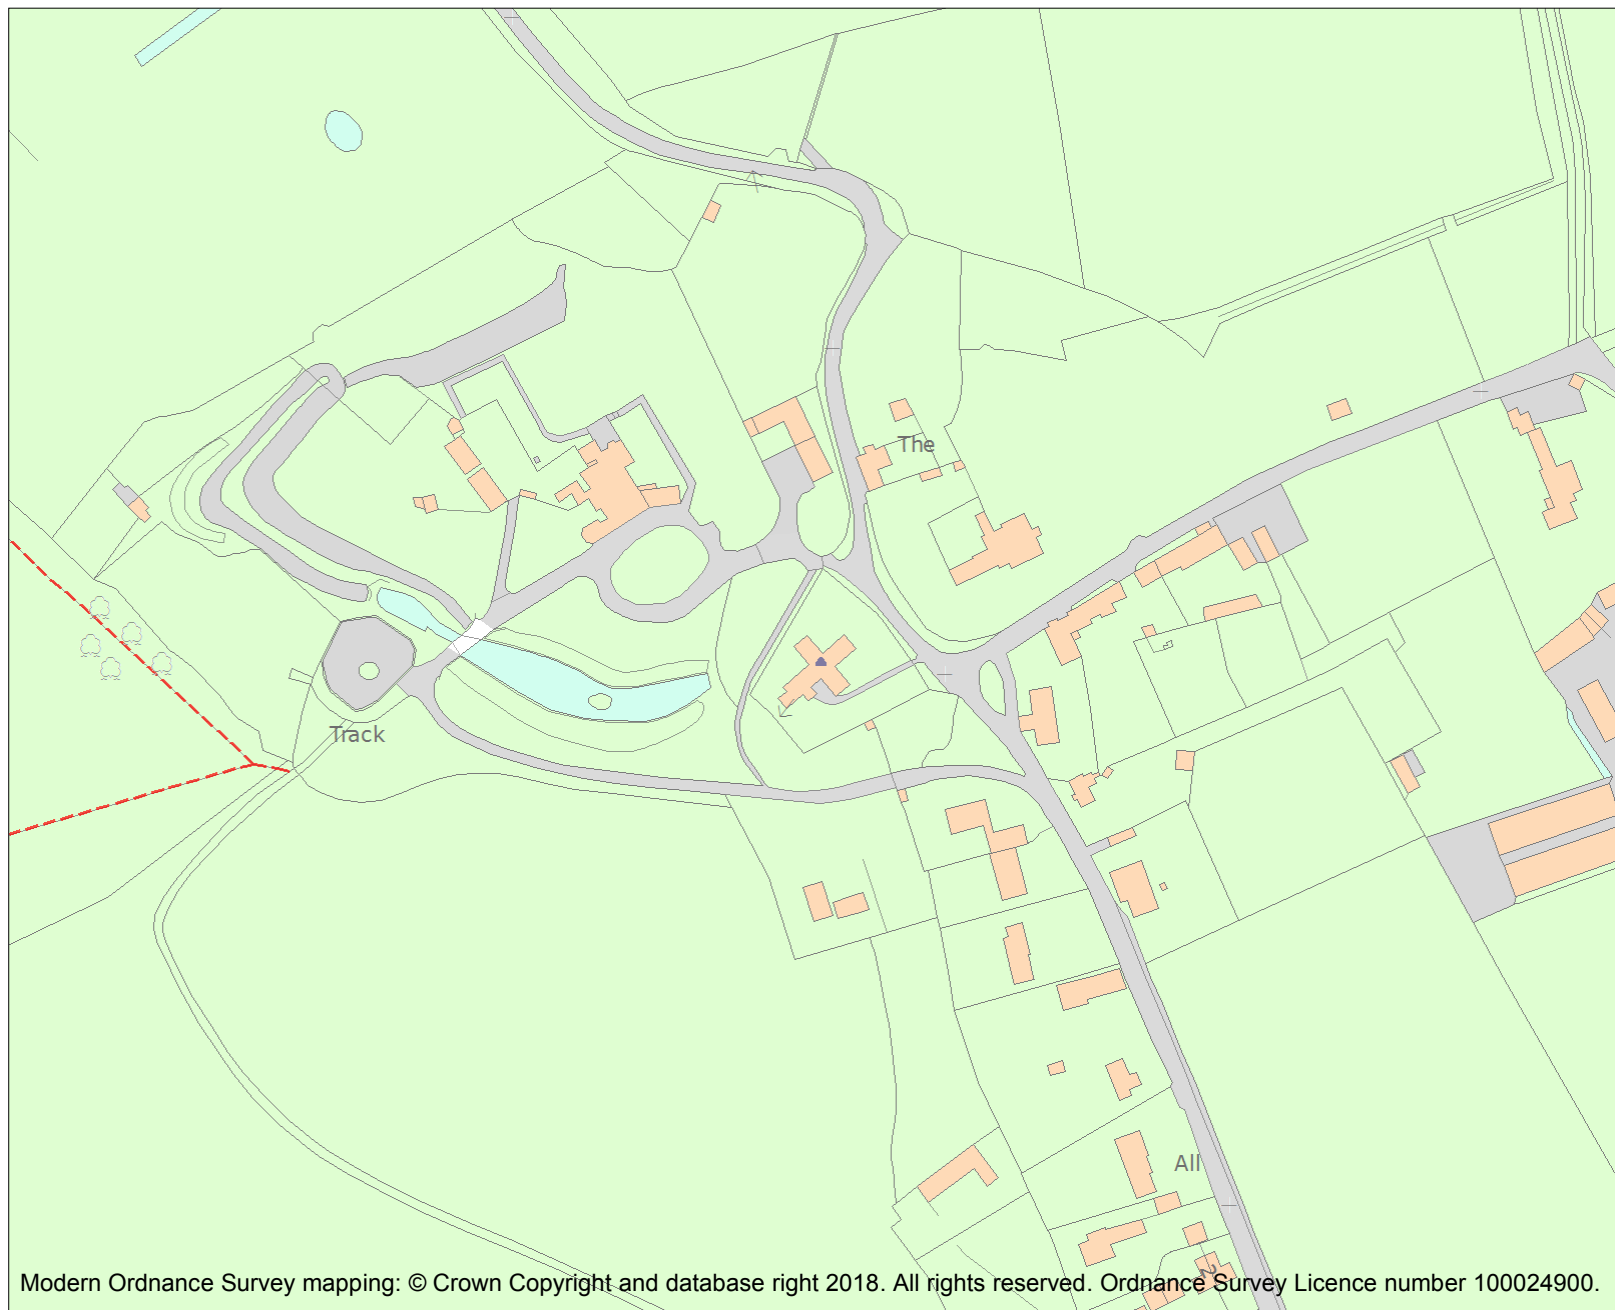 The
Track
All
2
Modern Ordnance Survey mapping: © Crown Copyright and database right 2018. All rights reserved. Ordnance Survey Licence number 100024900.